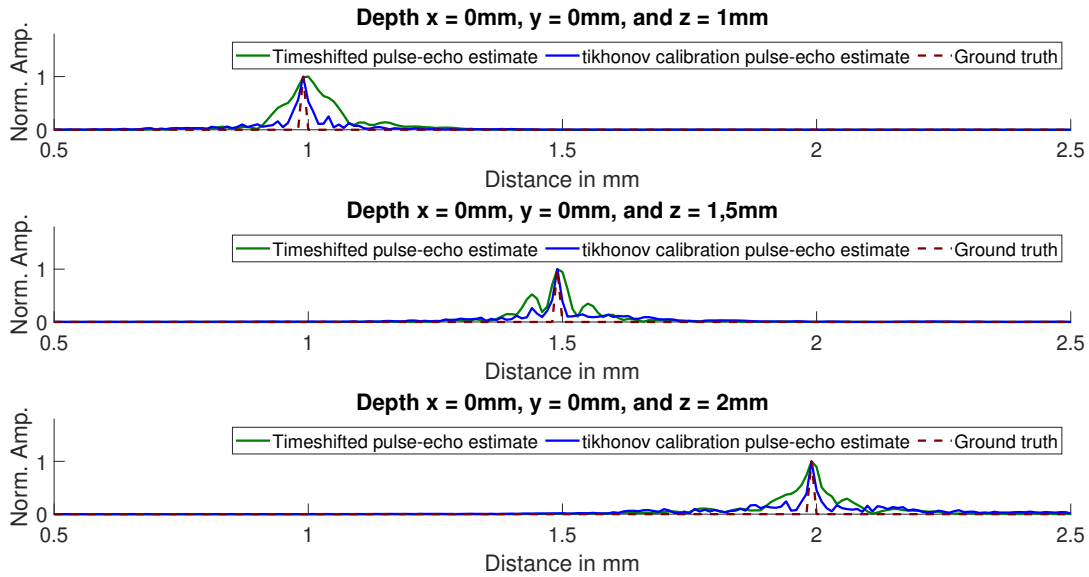 Depth x = 0mm, y = 0mm, and z = 1mm
Timeshifted pulse-echo estimate tikhonov calibration pulse-echo estimate Ground truth
Norm. Amp.
1
0
0.5 1 1.5 2 2.5
Distance in mm
Depth x = 0mm, y = 0mm, and z = 1,5mm
Timeshifted pulse-echo estimate tikhonov calibration pulse-echo estimate Ground truth
Norm. Amp.
1
0
0.5 1 1.5 2 2.5
Distance in mm
Depth x = 0mm, y = 0mm, and z = 2mm
Timeshifted pulse-echo estimate tikhonov calibration pulse-echo estimate Ground truth
Norm. Amp.
1
0
0.5 1 1.5 2 2.5
Distance in mm